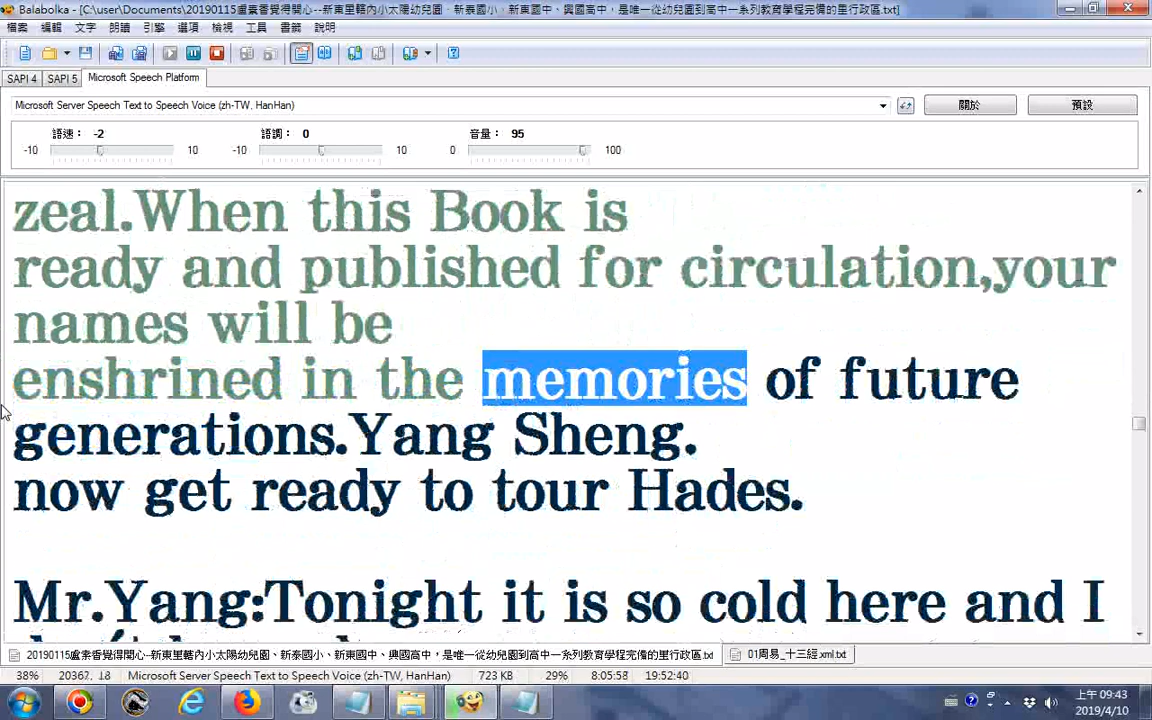 Balabolka - [C:\user\Documents\20190115盧素香覺得開心--新東里轄內小太陽幼兒園、新泰國小、新東國中、興國高中，是唯一從幼兒園到高中一系列教育學程完備的里行政區.txt]
檔案 編輯 文字 朗讀 引擎 選項 檢視 工具 書籤 說明
SAPI 4 SAPI 5 Microsoft Speech Platform
Microsoft Server Speech Text to Speech Voice (zh-TW, HanHan) 關於 預設
語速： -2 語調： 0 音量： 95
-10 10 -10 10 0 100
zeal.When this Book is
ready and published for circulation,your
names will be
enshrined in the memories of future
generations.Yang Sheng.
now get ready to tour Hades.
Mr.Yang:Tonight it is so cold here and I
20190115盧素香覺得開心--新東里轄內小太陽幼兒園、新泰國小、新東國中、興國高中，是唯一從幼兒園到高中一系列教育學程完備的里行政區.txt 01周易_十三經.xml.txt
38% 20367: 18 Microsoft Server Speech Text to Speech Voice (zh-TW, HanHan) 723 KB 29% 8:05:58 19:52:40
上午 09:43
2019/4/10